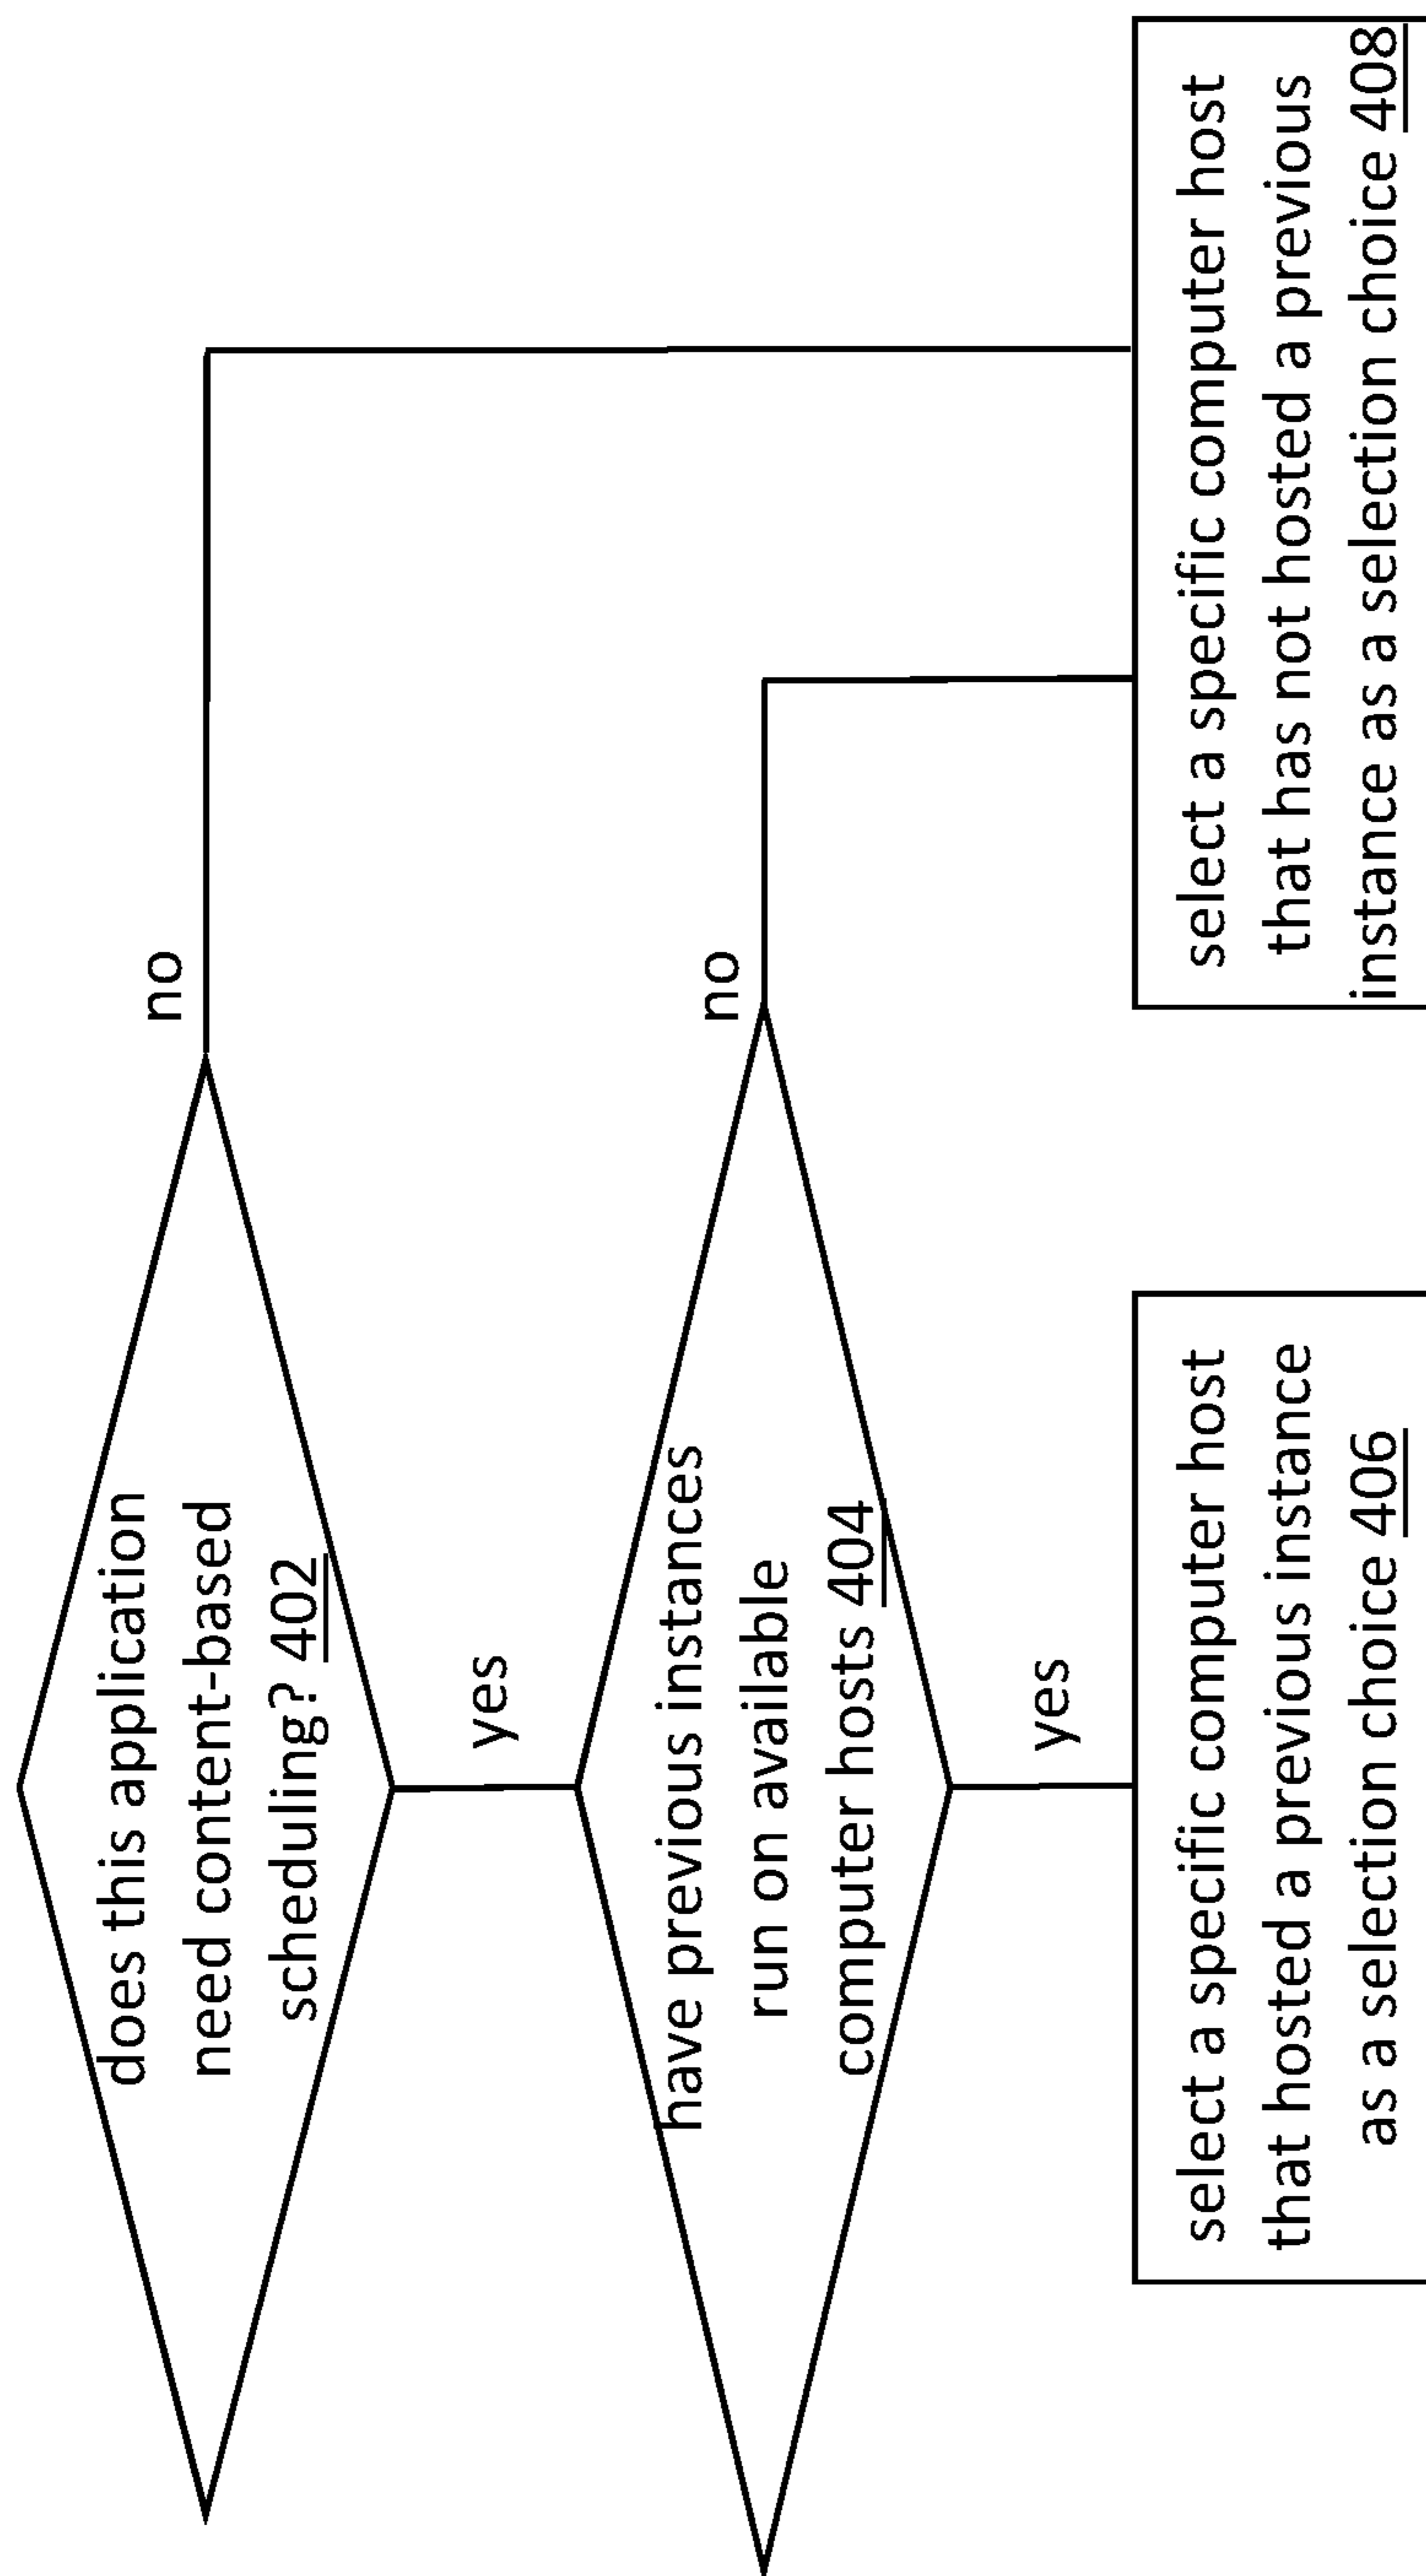 does this application
need content-based
scheduling? 402
no
yes
have previous instances
run on available
computer hosts 404
no
yes
select a specific computer host
that hosted a previous instance
as a selection choice 406
select a specific computer host
that has not hosted a previous
instance as a selection choice 408